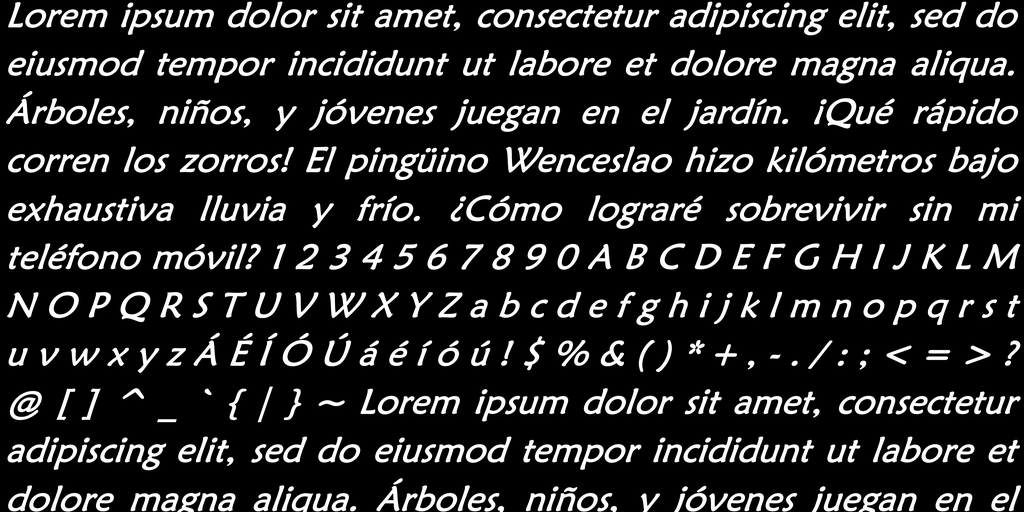 Lorem ipsum dolor sit amet, consectetur adipiscing elit, sed do
eiusmod tempor incididunt ut labore et dolore magna aliqua.
Árboles, niños, y jóvenes juegan en el jardín. ¡Qué rápido
corren los zorros! El pingüino Wenceslao hizo kilómetros bajo
exhaustiva lluvia y frío. ¿Cómo lograré sobrevivir sin mi
teléfono móvil? 1 2 3 4 5 6 7 8 9 0 A B C D E F G H I J K L M
N O P Q R S T U V W X Y Z a b c d e f g h i j k l m n o p q r s t
u v w x y z Á É Í Ó Ú á é í ó ú ! $ % & ( ) * + , - . / : ; < = > ?
@ [ ] ^ _ ` { | } ~ Lorem ipsum dolor sit amet, consectetur
adipiscing elit, sed do eiusmod tempor incididunt ut labore et
dolore magna aliqua. Árboles, niños, y jóvenes juegan en el